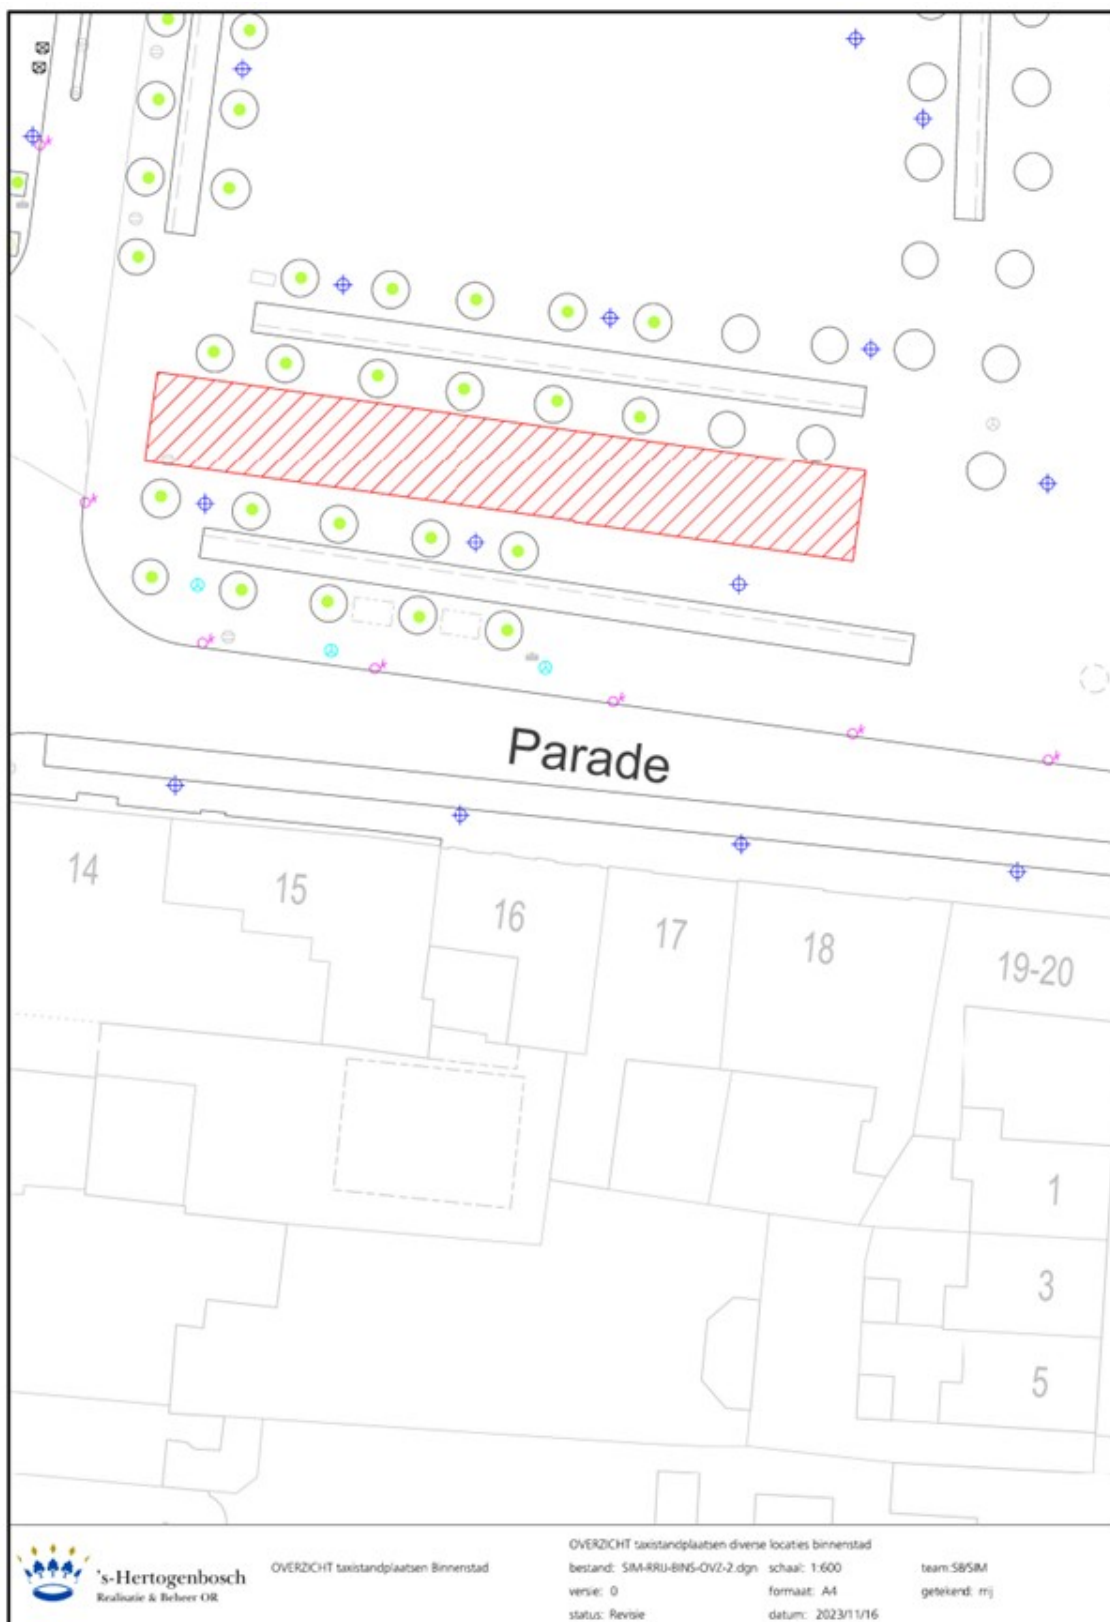 Parade
14
15
16
17
18
19-20
1
3
5
's-Hertogenbosch
Realisatie & Beheer OR
OVERZICHT taxistandplaatsen Binnenstad
OVERZICHT taxistandplaatsen diverse locaties binnenstad
bestand: SIM-RRIJ-BINS-OVZ-2.dgn schaal: 1:600 team:SB/SIM
versie: 0 formaat: A4 getekend: mj
status: Revisie datum: 2023/11/16